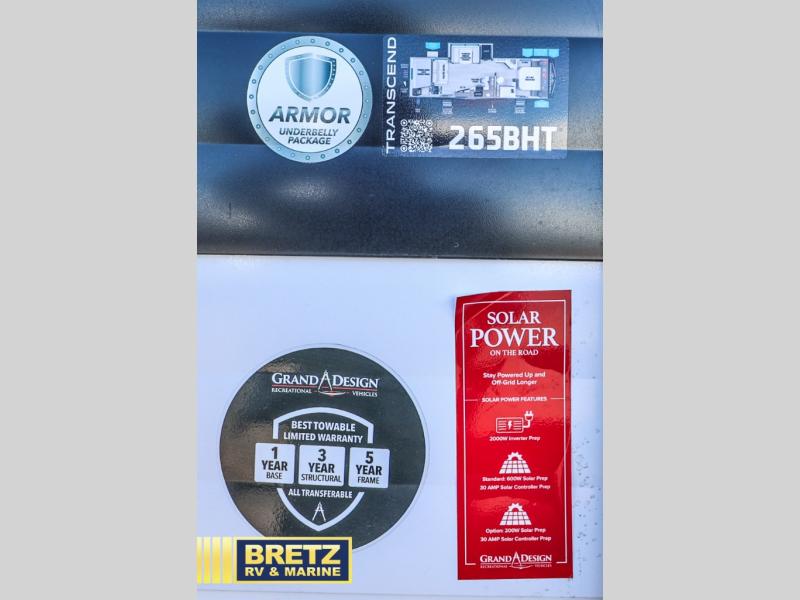 ARMOR
UNDERBELLY
PACKAGE
TRANSCEND
265BHT
GRAND DESIGN
RECREATIONAL VEHICLES
BEST TOWABLE
LIMITED WARRANTY
1 YEAR BASE
3 YEAR STRUCTURAL
5 YEAR FRAME
ALL TRANSFERABLE
SOLAR
POWER
ON THE ROAD
Stay Powered Up and
Off-Grid Longer
SOLAR POWER FEATURES
2000W Inverter Prep
Standard: 600W Solar Prep
30 AMP Solar Controller Prep
Option: 200W Solar Prep
30 AMP Solar Controller Prep
GRAND DESIGN
RECREATIONAL VEHICLES
BRETZ
RV & MARINE